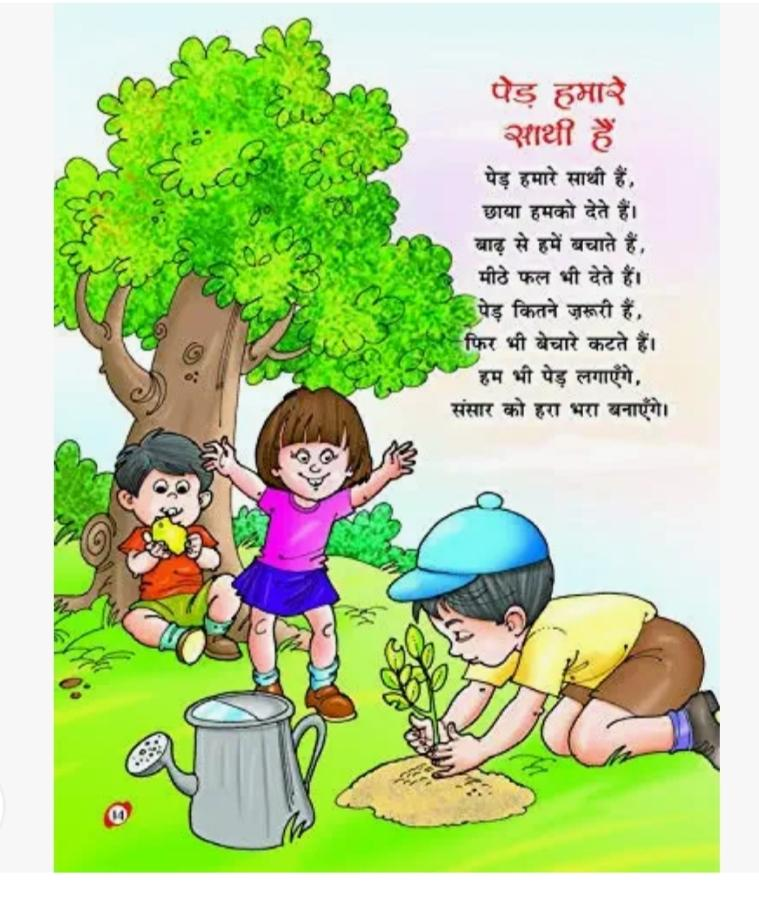 पेड़ हमारे
साथी हैं
पेड़ हमारे साथी हैं,
छाया हमको देते हैं।
बाढ़ से हमें बचाते हैं,
मीठे फल भी देते हैं।
पेड़ कितने ज़रूरी हैं,
फिर भी बेचारे कटते हैं।
हम भी पेड़ लगाएँगे,
संसार को हरा भरा बनाएँगे।
14